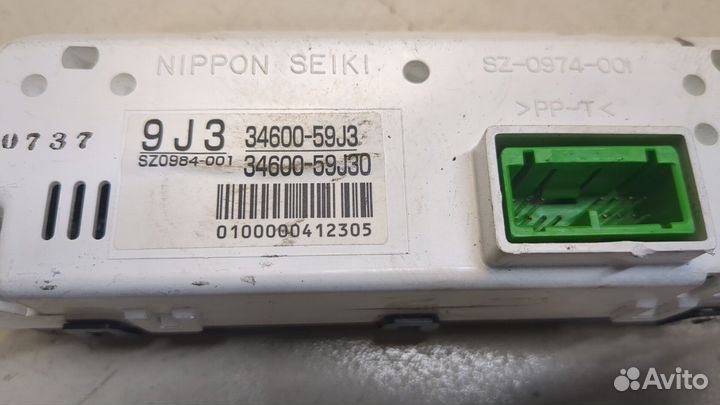 NIPPON SEIKI
SZ-0974-001
>PP-T<
0737
9J3 34600-59J3
SZ0984-001 34600-59J30
0100000412305
Avito